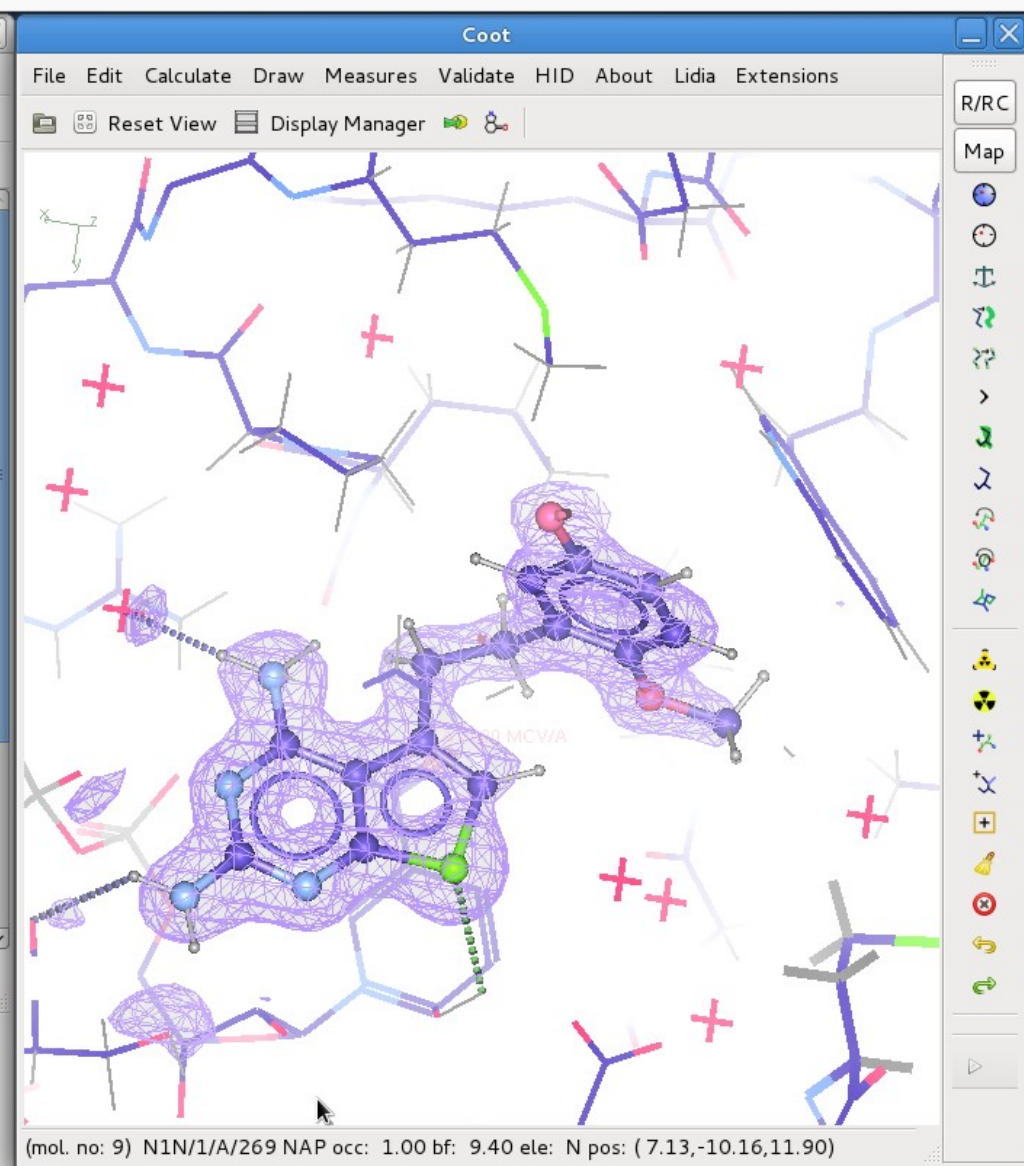 Coot
File Edit Calculate Draw Measures Validate HID About Lidia Extensions
Reset View Display Manager
R/RC
Map
x z
y
MCV/A
(mol. no: 9) N1N/1/A/269 NAP occ: 1.00 bf: 9.40 ele: N pos: ( 7.13,-10.16,11.90)